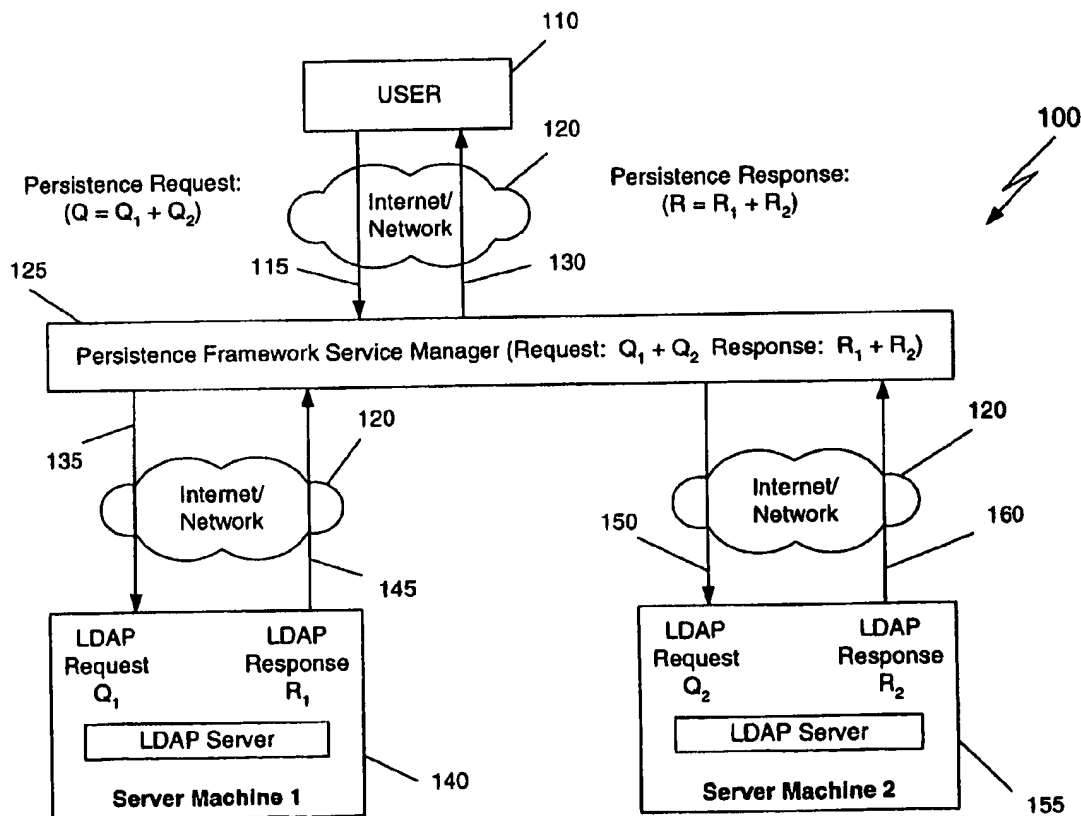 110
USER
120
100
Persistence Request:
(Q = Q₁ + Q₂)
Internet/
Network
Persistence Response:
(R = R₁ + R₂)
125
115
130
Persistence Framework Service Manager (Request: Q₁ + Q₂ Response: R₁ + R₂)
135
120
120
Internet/
Network
Internet/
Network
150
160
145
LDAP
Request
Q₁
LDAP
Response
R₁
LDAP Server
Server Machine 1
140
LDAP
Request
Q₂
LDAP
Response
R₂
LDAP Server
Server Machine 2
155